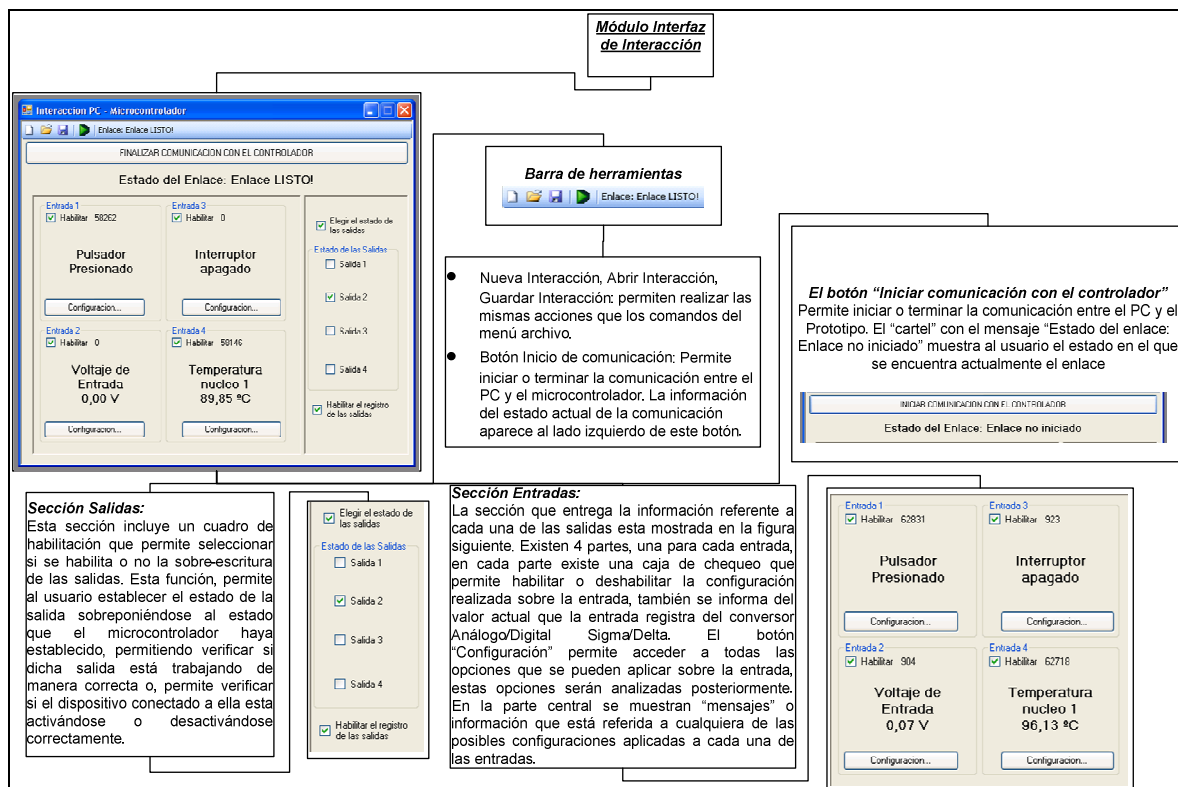 Módulo Interfaz
de Interacción
Interaccion PC - Microcontrolador
Enlace: Enlace LISTO!
FINALIZAR COMUNICACION CON EL CONTROLADOR
Estado del Enlace: Enlace LISTO!
Entrada 1
Habilitar 58262
Pulsador
Presionado
Configuracion...
Entrada 3
Habilitar 0
Interruptor
apagado
Configuracion...
Entrada 2
Habilitar 0
Voltaje de
Entrada
0,00 V
Configuracion...
Entrada 4
Habilitar 58146
Temperatura
nucleo 1
89,85 ºC
Configuracion...
Elegir el estado de
las salidas
Estado de las Salidas
Salida 1
Salida 2
Salida 3
Salida 4
Habilitar el registro
de las salidas
Barra de herramientas
Enlace: Enlace LISTO!
● Nueva Interacción, Abrir Interacción,
Guardar Interacción: permiten realizar las
mismas acciones que los comandos del
menú archivo.
● Botón Inicio de comunicación: Permite
iniciar o terminar la comunicación entre el
PC y el microcontrolador. La información
del estado actual de la comunicación
aparece al lado izquierdo de este botón.
El botón “Iniciar comunicación con el controlador”
Permite iniciar o terminar la comunicación entre el PC y el
Prototipo. El “cartel” con el mensaje “Estado del enlace:
Enlace no iniciado” muestra al usuario el estado en el que
se encuentra actualmente el enlace
INICIAR COMUNICACION CON EL CONTROLADOR
Estado del Enlace: Enlace no iniciado
Sección Salidas:
Esta sección incluye un cuadro de
habilitación que permite seleccionar
si se habilita o no la sobre-escritura
de las salidas. Esta función, permite
al usuario establecer el estado de la
salida sobreponiéndose al estado
que el microcontrolador haya
establecido, permitiendo verificar si
dicha salida está trabajando de
manera correcta o, permite verificar
si el dispositivo conectado a ella esta
activándose o desactivándose
correctamente.
Elegir el estado de
las salidas
Estado de las Salidas
Salida 1
Salida 2
Salida 3
Salida 4
Habilitar el registro
de las salidas
Sección Entradas:
La sección que entrega la información referente a
cada una de las salidas esta mostrada en la figura
siguiente. Existen 4 partes, una para cada entrada,
en cada parte existe una caja de chequeo que
permite habilitar o deshabilitar la configuración
realizada sobre la entrada, también se informa del
valor actual que la entrada registra del conversor
Análogo/Digital Sigma/Delta. El botón
“Configuración” permite acceder a todas las
opciones que se pueden aplicar sobre la entrada,
estas opciones serán analizadas posteriormente.
En la parte central se muestran “mensajes” o
información que está referida a cualquiera de las
posibles configuraciones aplicadas a cada una de
las entradas.
Entrada 1
Habilitar 62831
Pulsador
Presionado
Configuracion...
Entrada 3
Habilitar 923
Interruptor
apagado
Configuracion...
Entrada 2
Habilitar 904
Voltaje de
Entrada
0,07 V
Configuracion...
Entrada 4
Habilitar 62718
Temperatura
nucleo 1
96,13 ºC
Configuracion...